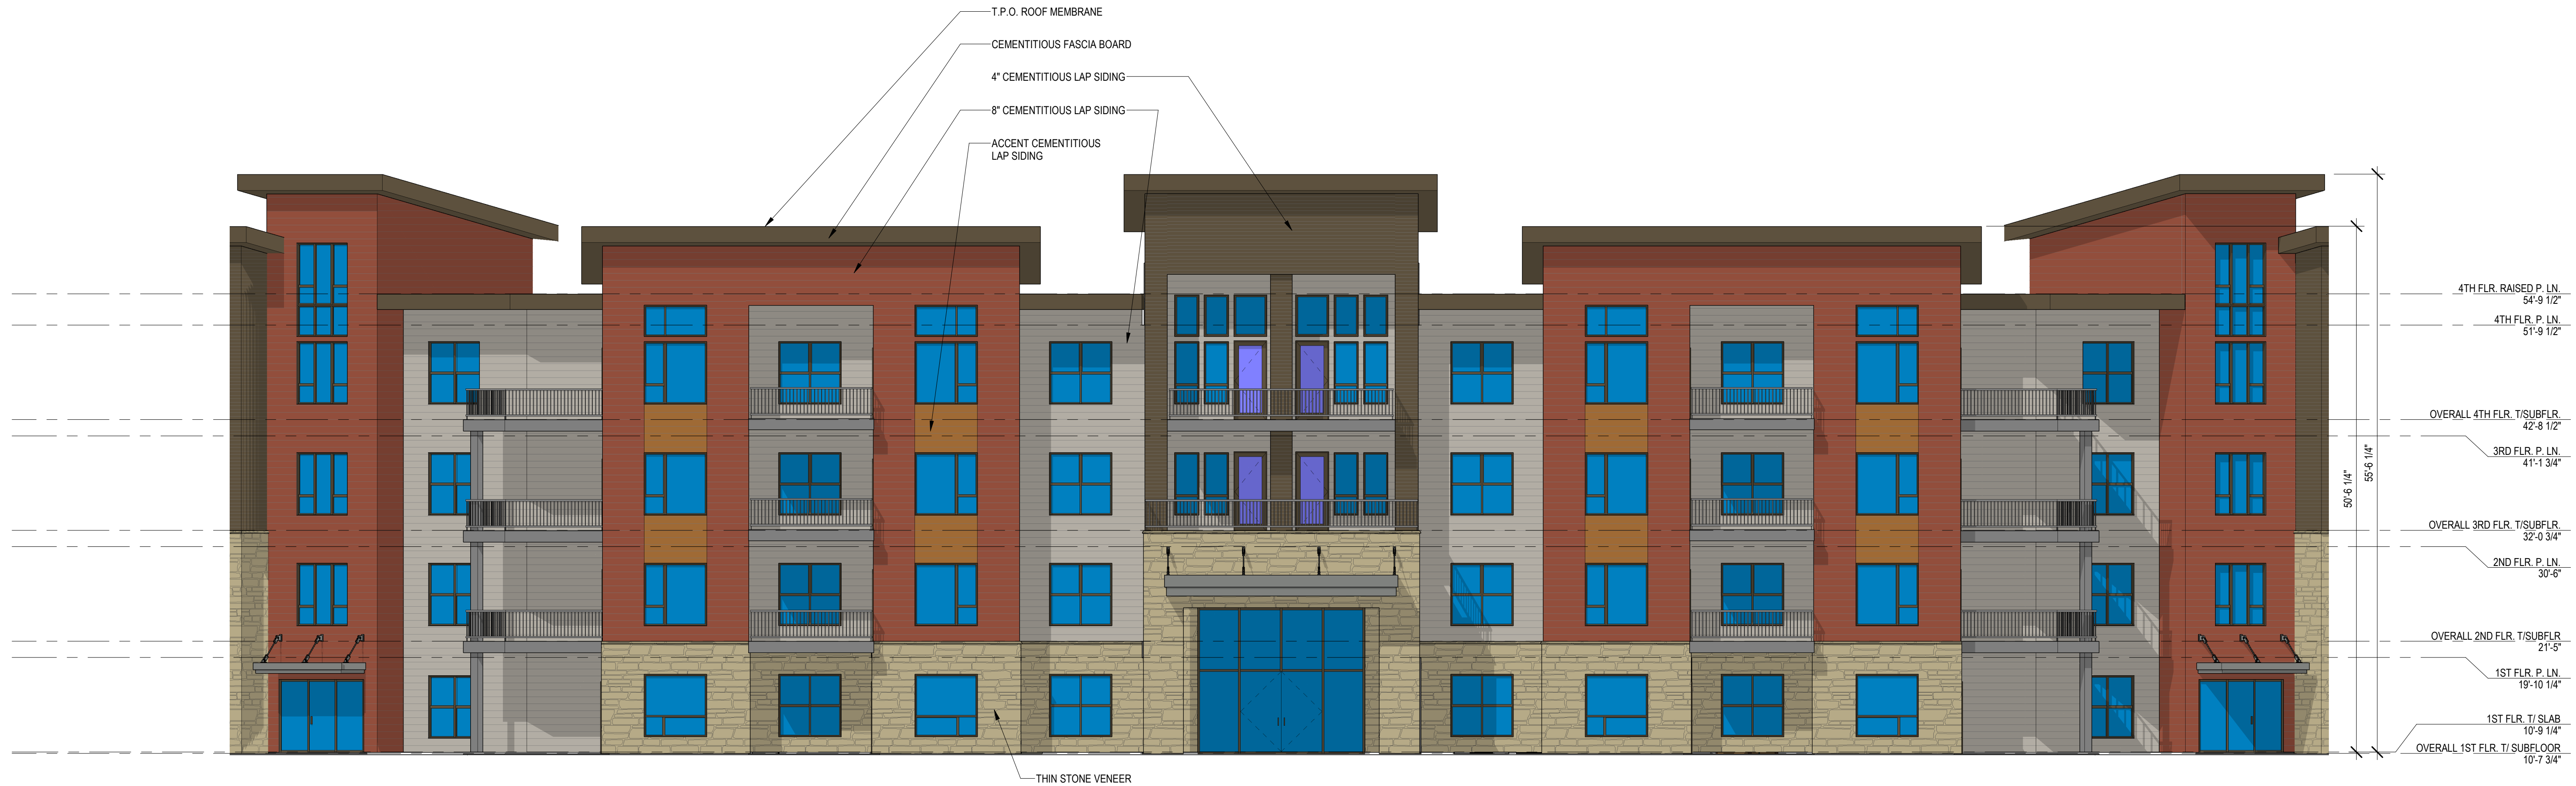 T.P.O. ROOF MEMBRANE
CEMENTITIOUS FASCIA BOARD
4" CEMENTITIOUS LAP SIDING
8" CEMENTITIOUS LAP SIDING
ACCENT CEMENTITIOUS
LAP SIDING
4TH FLR. RAISED P. LN.
54'-9 1/2"
4TH FLR. P. LN.
51'-9 1/2"
OVERALL 4TH FLR. T/SUBFLR.
42'-8 1/2"
3RD FLR. P. LN.
41'-1 3/4"
50'-6 1/4"
55'-6 1/4"
OVERALL 3RD FLR. T/SUBFLR.
32'-0 3/4"
2ND FLR. P. LN.
30'-6"
OVERALL 2ND FLR. T/SUBFLR
21'-5"
1ST FLR. P. LN.
19'-10 1/4"
1ST FLR. T/ SLAB
10'-9 1/4"
OVERALL 1ST FLR. T/ SUBFLOOR
10'-7 3/4"
THIN STONE VENEER